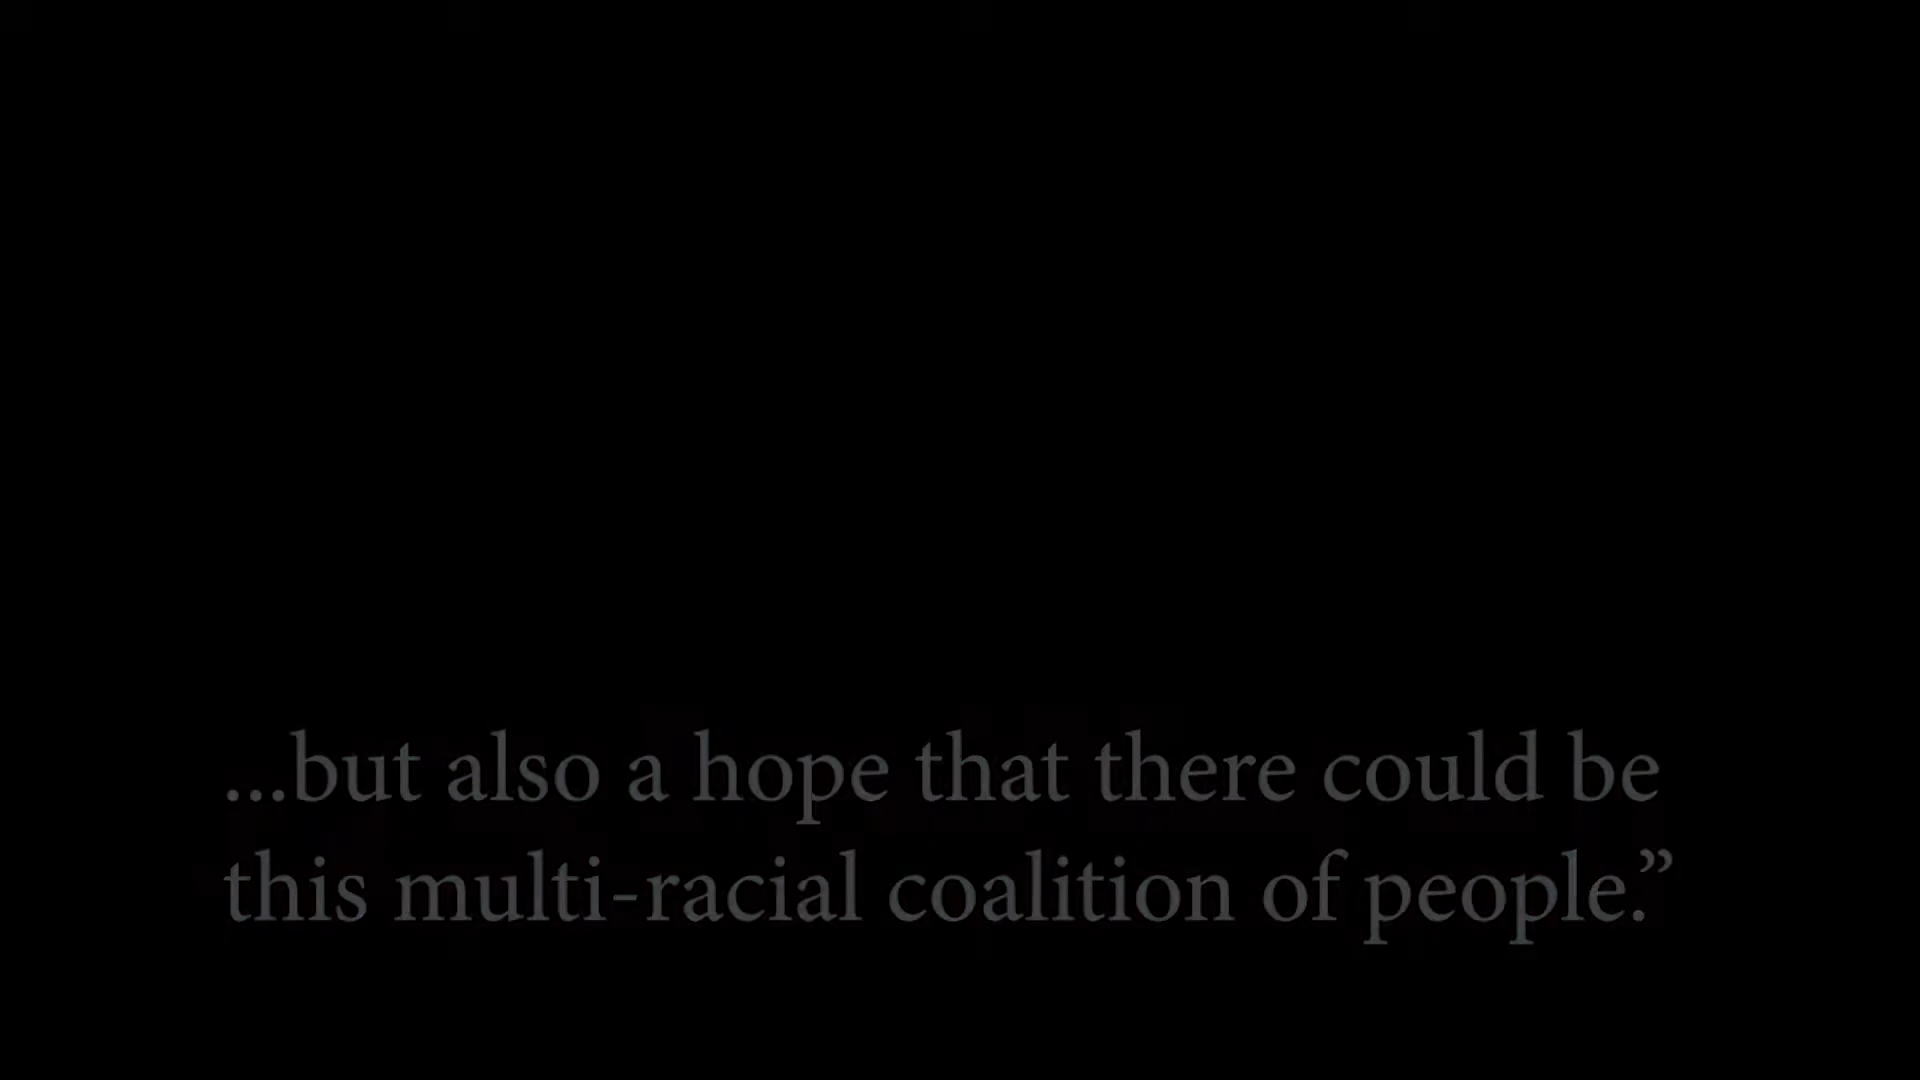 ...but also a hope that there could be
this multi-racial coalition of people.”